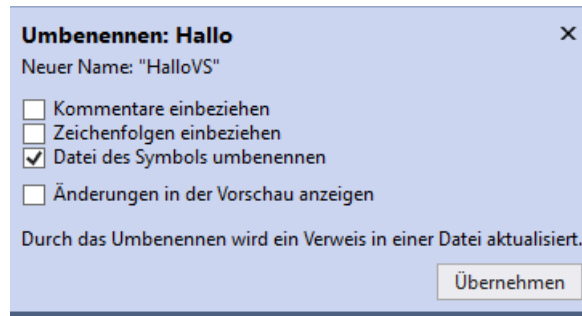 Umbenennen: Hallo
Neuer Name: "HalloVS"
Kommentare einbeziehen
Zeichenfolgen einbeziehen
Datei des Symbols umbenennen
Änderungen in der Vorschau anzeigen
Durch das Umbenennen wird ein Verweis in einer Datei aktualisiert.
Übernehmen